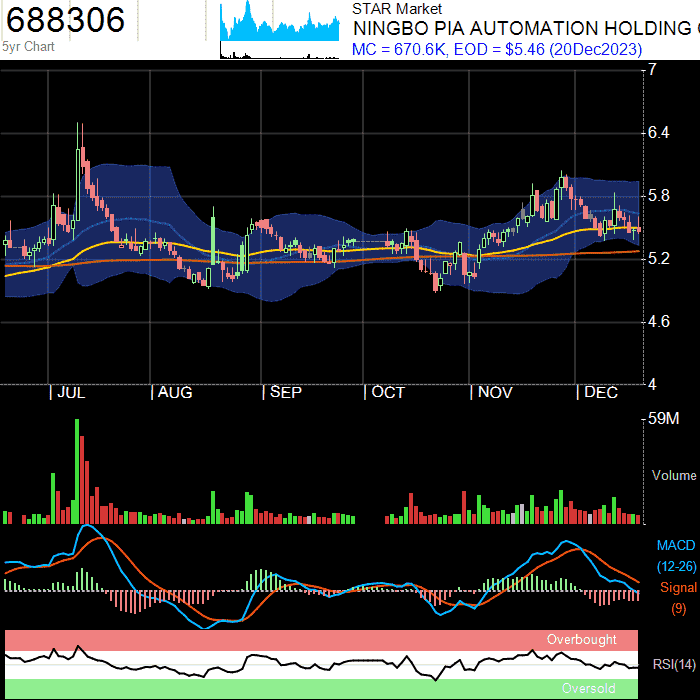 688306
5yr Chart
STAR Market
NINGBO PIA AUTOMATION HOLDING
MC = 670.6K, EOD = $5.46 (20Dec2023)
7
6.4
5.8
5.2
4.6
4
| JUL | AUG | SEP | OCT | NOV | DEC
59M
Volume
MACD
(12-26)
Signal
(9)
Overbought
RSI(14)
Oversold